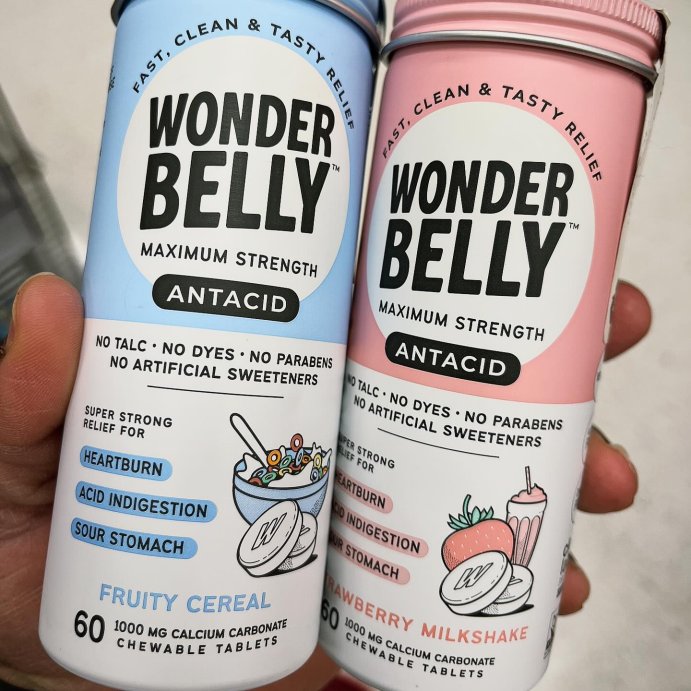 FAST, CLEAN & TASTY RELIEF
WONDER
BELLY™
MAXIMUM STRENGTH
ANTACID
NO TALC • NO DYES • NO PARABENS
NO ARTIFICIAL SWEETENERS
SUPER STRONG
RELIEF FOR
HEARTBURN
ACID INDIGESTION
SOUR STOMACH
W
FRUITY CEREAL
60
1000 MG CALCIUM CARBONATE
CHEWABLE TABLETS
FAST, CLEAN & TASTY RELIEF
WONDER
BELLY™
MAXIMUM STRENGTH
ANTACID
NO TALC • NO DYES • NO PARABENS
NO ARTIFICIAL SWEETENERS
SUPER STRONG
RELIEF FOR
HEARTBURN
ACID INDIGESTION
SOUR STOMACH
W
STRAWBERRY MILKSHAKE
60
1000 MG CALCIUM CARBONATE
CHEWABLE TABLETS